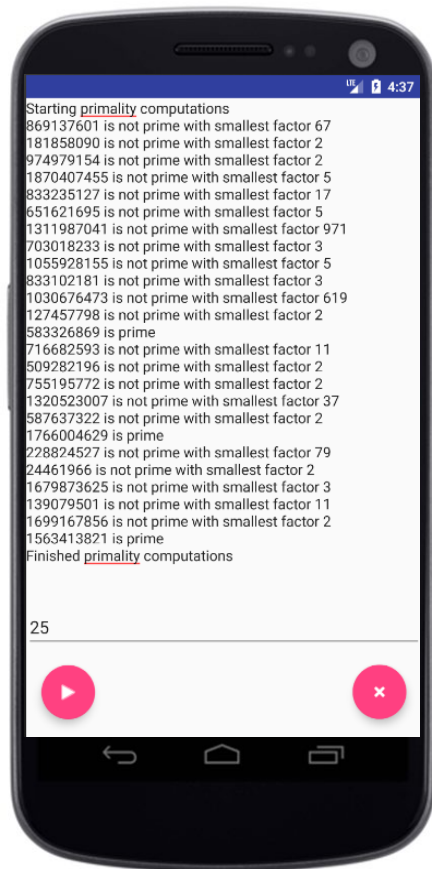 LTE 4:37
Starting primality computations
869137601 is not prime with smallest factor 67
181858090 is not prime with smallest factor 2
974979154 is not prime with smallest factor 2
1870407455 is not prime with smallest factor 5
833235127 is not prime with smallest factor 17
651621695 is not prime with smallest factor 5
1311987041 is not prime with smallest factor 971
703018233 is not prime with smallest factor 3
1055928155 is not prime with smallest factor 5
833102181 is not prime with smallest factor 3
1030676473 is not prime with smallest factor 619
127457798 is not prime with smallest factor 2
583326869 is prime
716682593 is not prime with smallest factor 11
509282196 is not prime with smallest factor 2
755195772 is not prime with smallest factor 2
1320523007 is not prime with smallest factor 37
587637322 is not prime with smallest factor 2
1766004629 is prime
228824527 is not prime with smallest factor 79
24461966 is not prime with smallest factor 2
1679873625 is not prime with smallest factor 3
139079501 is not prime with smallest factor 11
1699167856 is not prime with smallest factor 2
1563413821 is prime
Finished primality computations
25